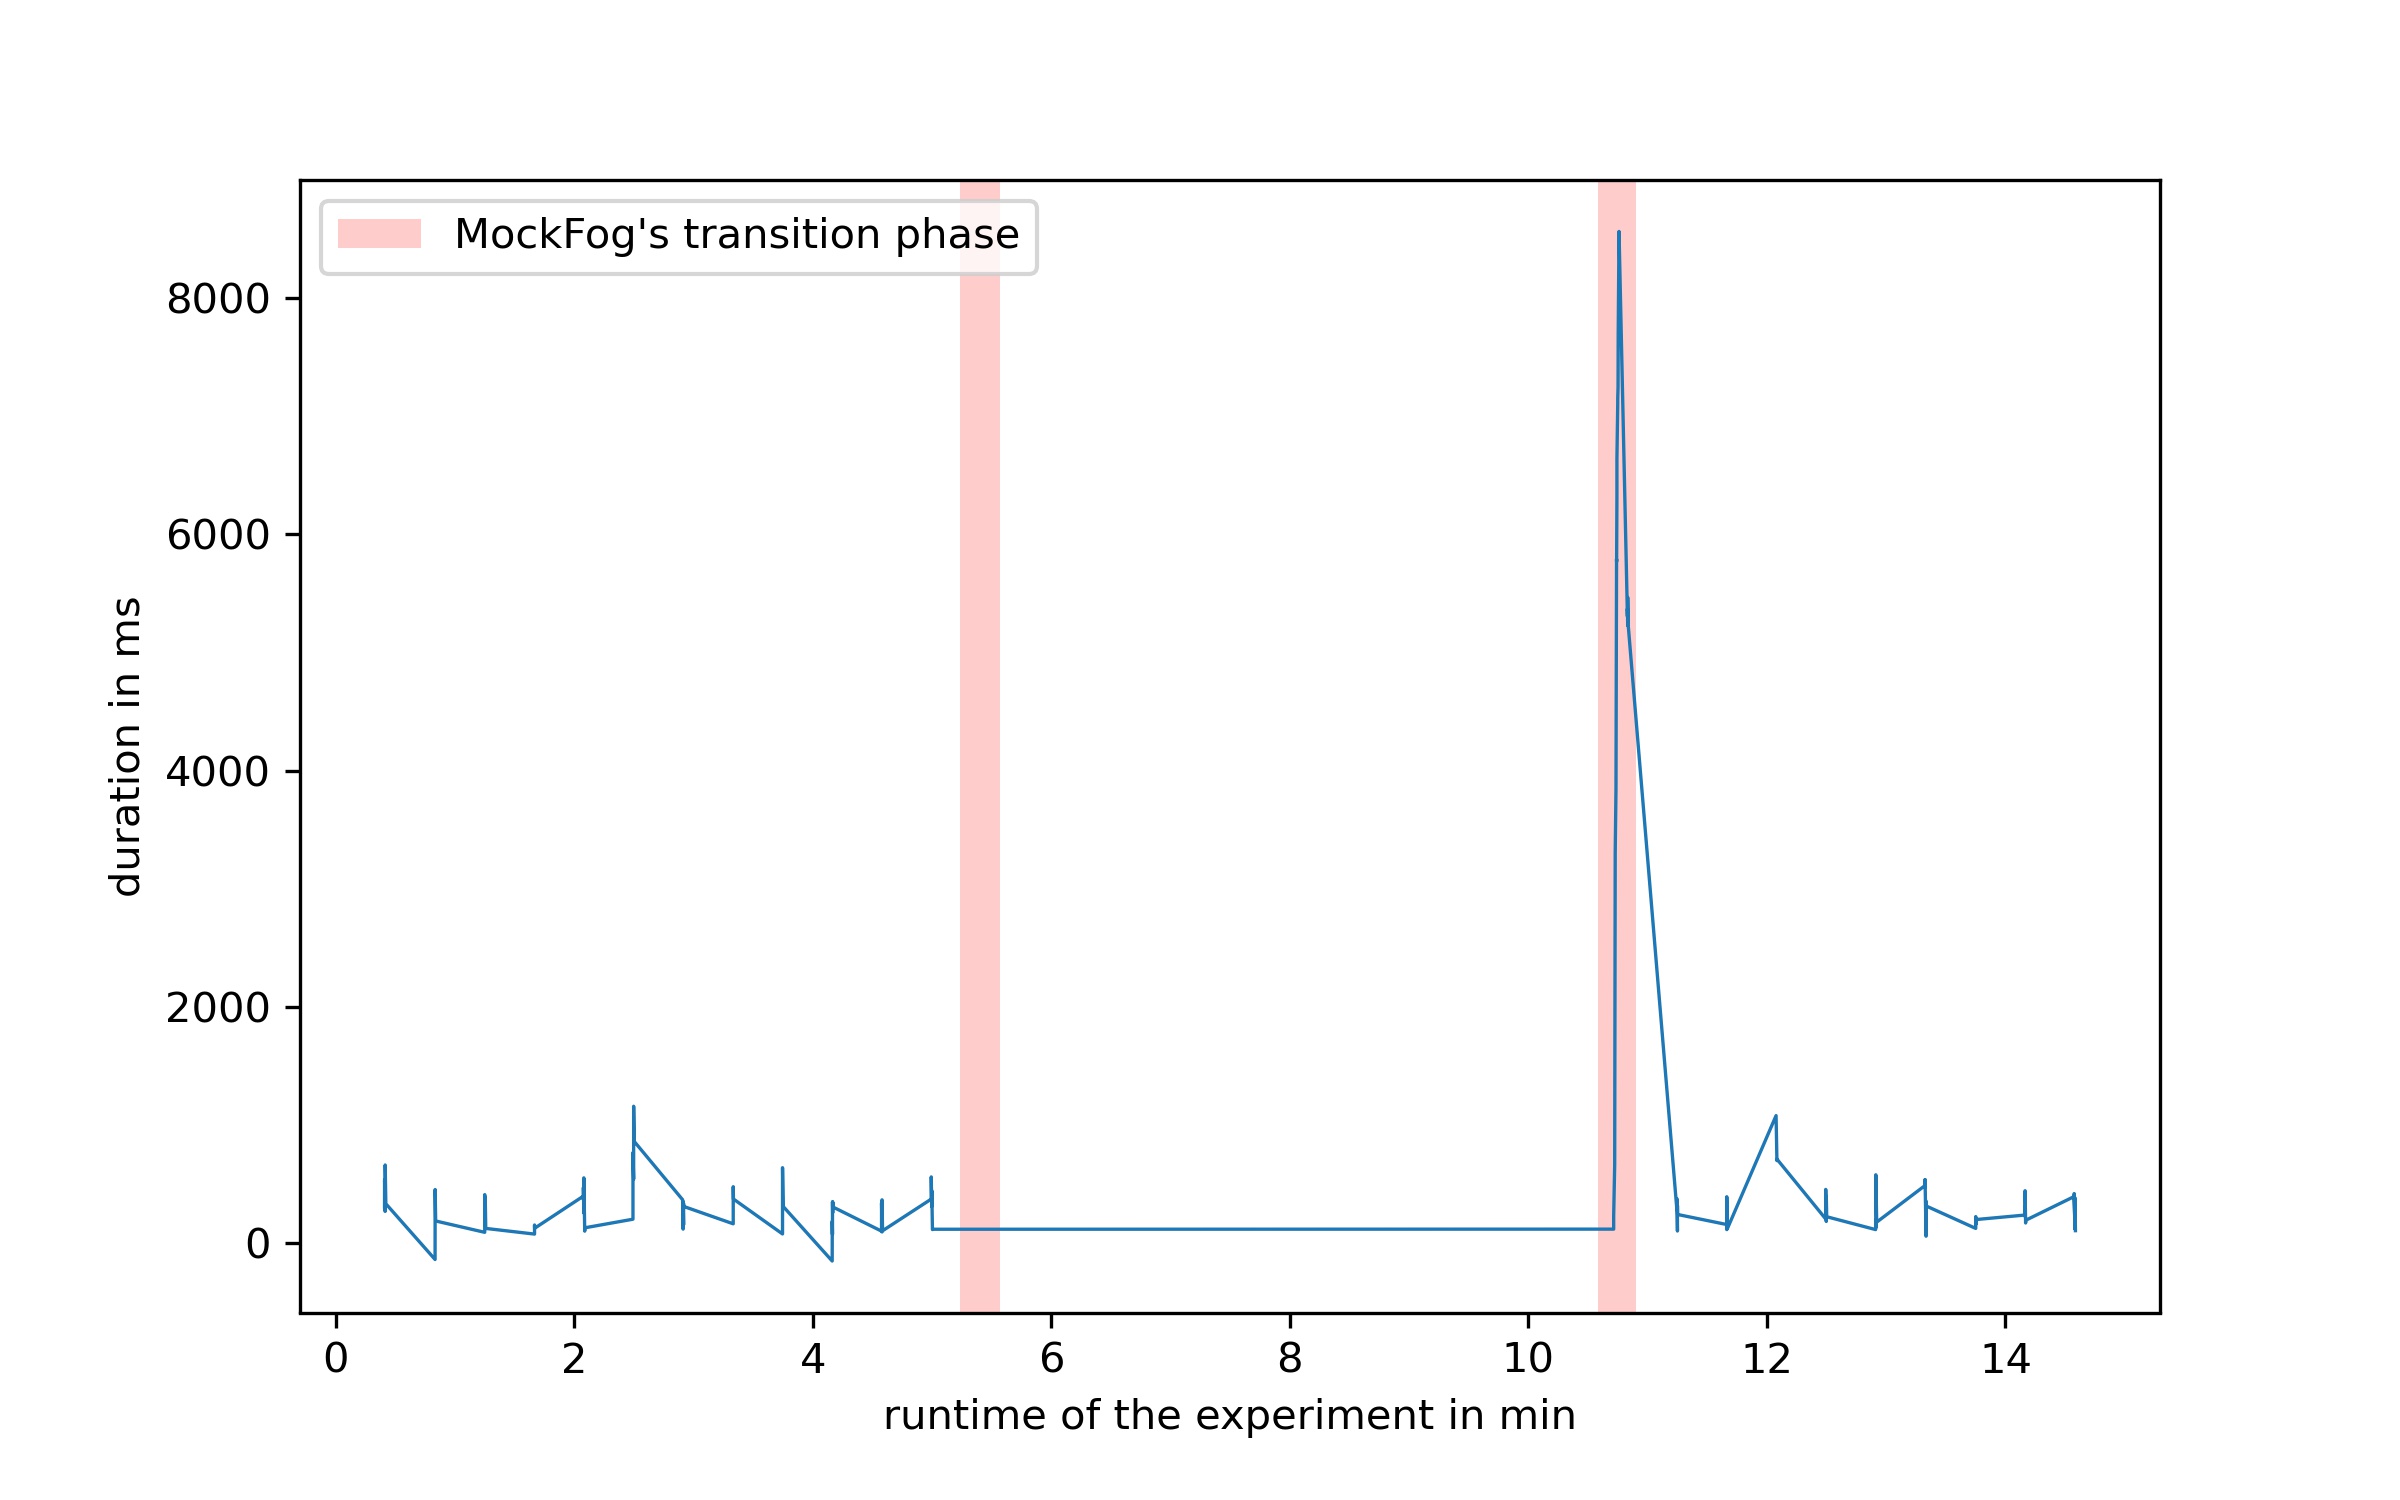 MockFog's transition phase
8000
6000
4000
2000
0
duration in ms
0 2 4 6 8 10 12 14
runtime of the experiment in min